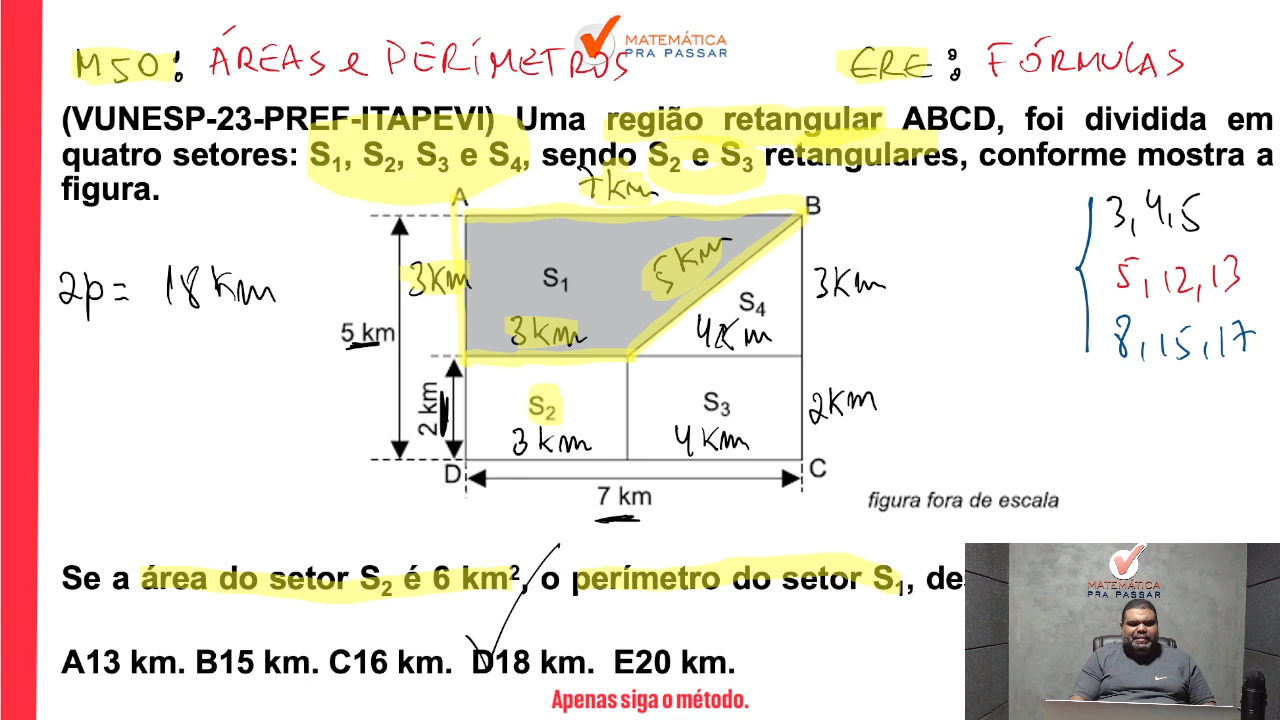 MATEMÁTICA
PRA PASSAR
M50: ÁREAS e PERÍMETROS
ERE: FÓRMULAS
(VUNESP-23-PREF-ITAPEVI) Uma região retangular ABCD, foi dividida em
quatro setores: S₁, S₂, S₃ e S₄, sendo S₂ e S₃ retangulares, conforme mostra a
figura.
7km
A
B
3,4,5
2p = 18km
3km
S₁
5km
S₄
3km
5,12,13
5 km
3km
4km
8,15,17
2 km
S₂
S₃
2km
3km
4km
D
C
7 km
figura fora de escala
Se a área do setor S₂ é 6 km², o perímetro do setor S₁, de
MATEMÁTICA
PRA PASSAR
A13 km. B15 km. C16 km. D18 km. E20 km.
Apenas siga o método.